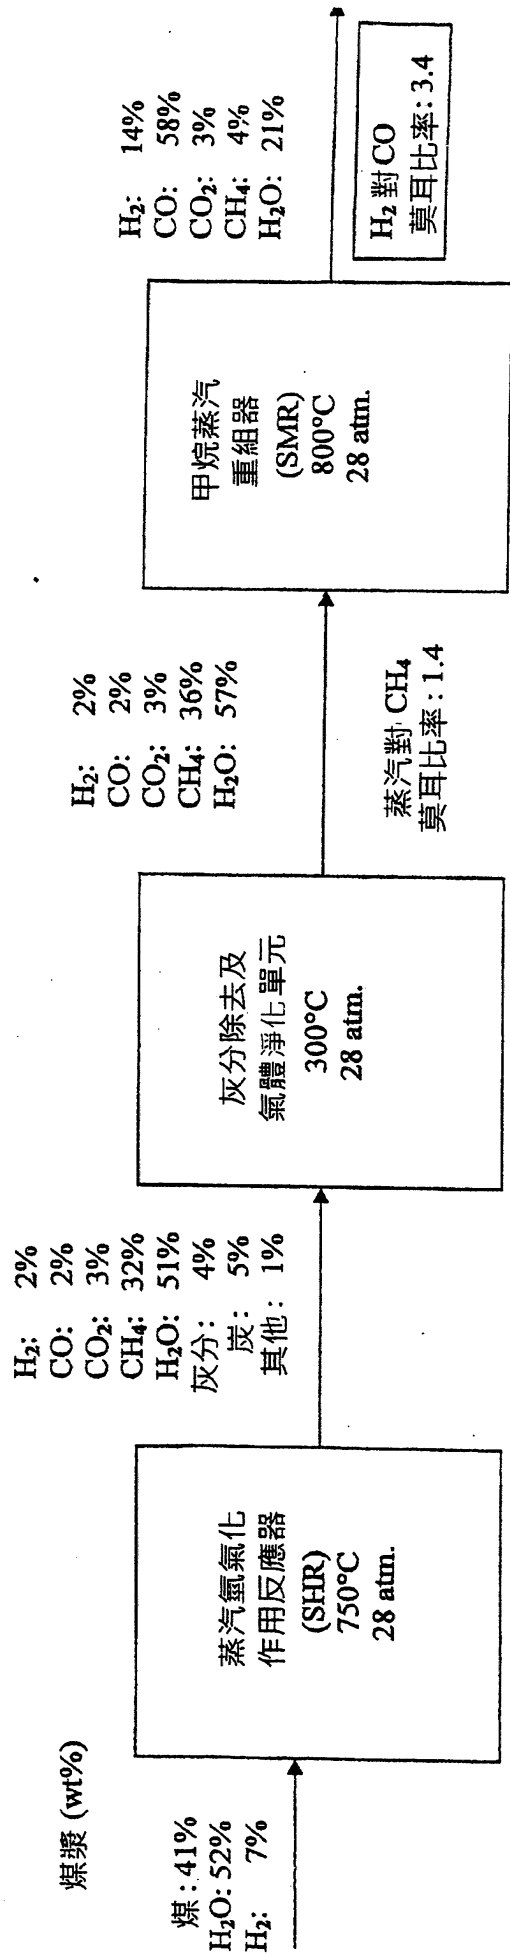 煤漿 (wt%)
煤 : 41%
H₂O: 52%
H₂: 7%
蒸汽氫氣化
作用反應器
(SHR)
750°C
28 atm.
H₂: 2%
CO: 2%
CO₂: 3%
CH₄: 32%
H₂O: 51%
灰分: 4%
炭: 5%
其他: 1%
灰分除去及
氣體淨化單元
300°C
28 atm.
H₂: 2%
CO: 2%
CO₂: 3%
CH₄: 36%
H₂O: 57%
蒸汽對 CH₄
莫耳比率 : 1.4
甲烷蒸汽
重組器
(SMR)
800°C
28 atm.
H₂: 14%
CO: 58%
CO₂: 3%
CH₄: 4%
H₂O: 21%
H₂ 對 CO
莫耳比率: 3.4